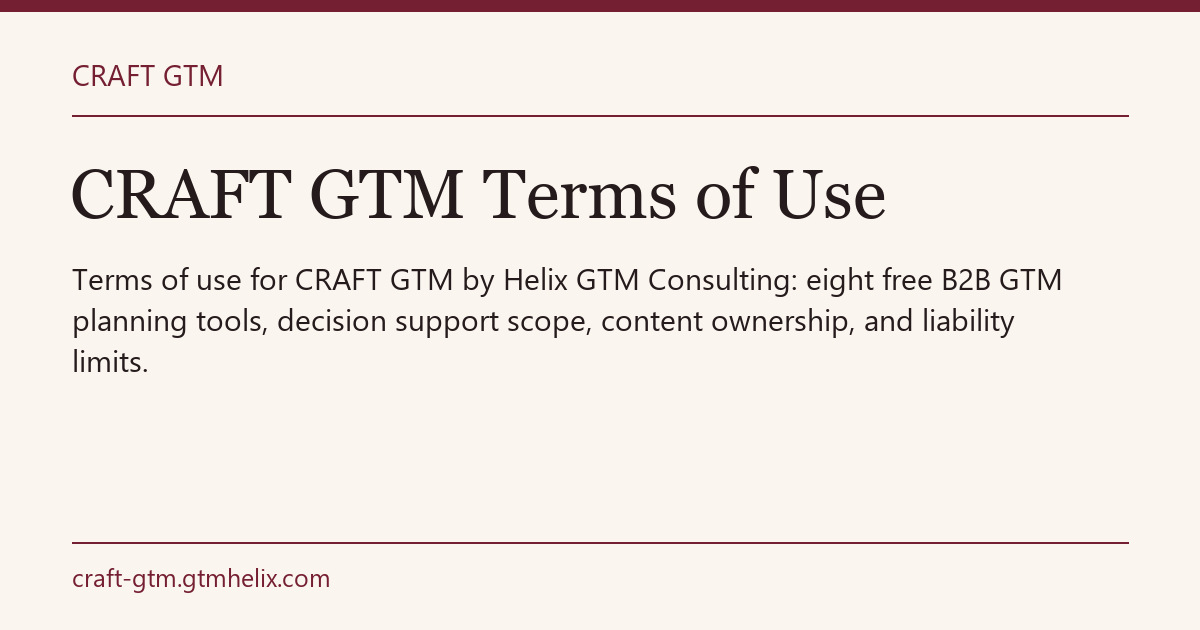 CRAFT GTM
CRAFT GTM Terms of Use
Terms of use for CRAFT GTM by Helix GTM Consulting: eight free B2B GTM
planning tools, decision support scope, content ownership, and liability
limits.
craft-gtm.gtmhelix.com